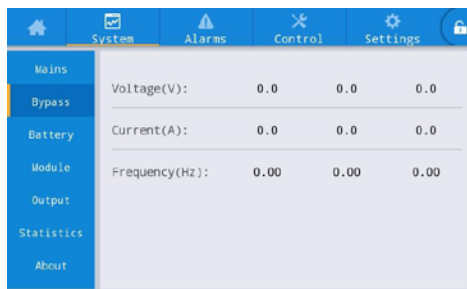 System Alarms Control Settings
Mains
Bypass
Battery
Module
Output
Statistics
About
Voltage(V): 0.0 0.0 0.0
Current(A): 0.0 0.0 0.0
Frequency(Hz): 0.00 0.00 0.00